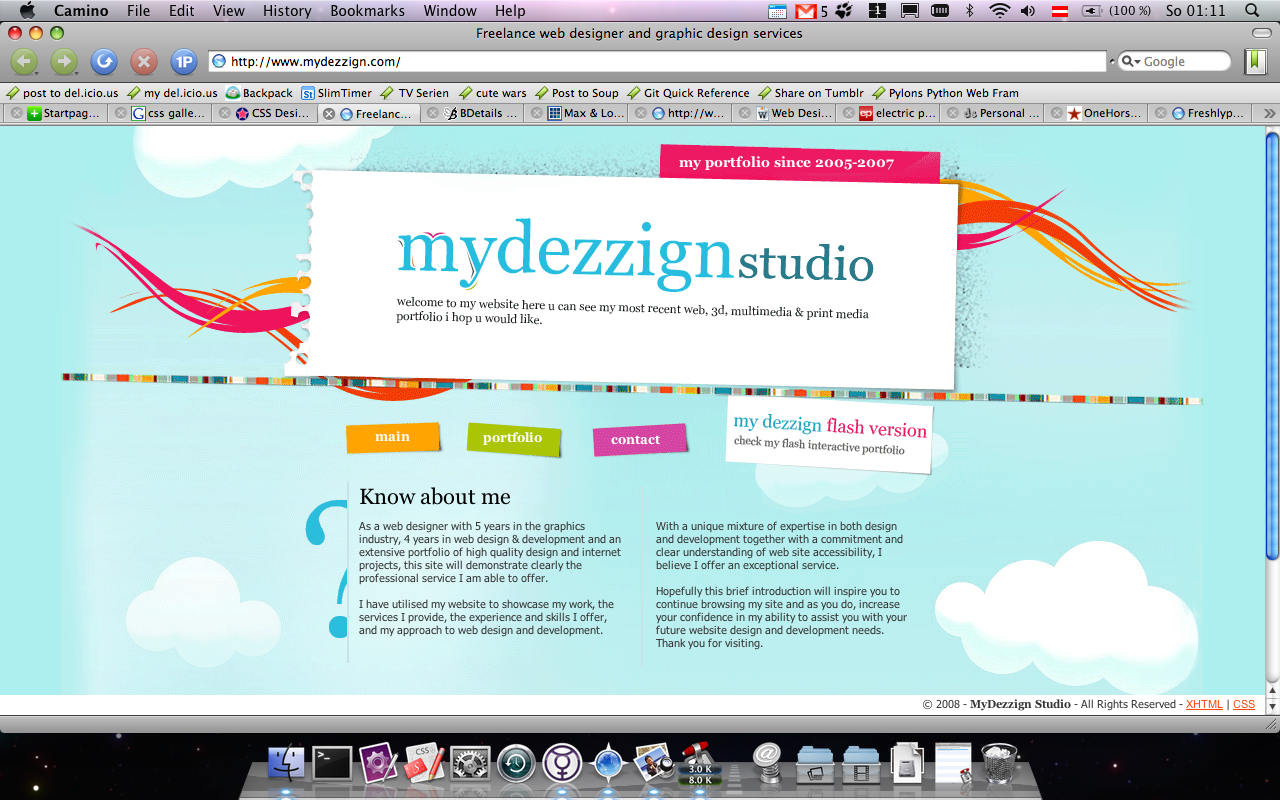 Camino File Edit View History Bookmarks Window Help 5 1 (100 %) So 01:11
Freelance web designer and graphic design services
1P http://www.mydezzign.com/ Google
post to del.icio.us my del.icio.us Backpack St SlimTimer TV Serien cute wars Post to Soup Git Quick Reference Share on Tumblr Pylons Python Web Fram
Startpag... G css galle... CSS Desi... Freelanc... BDetails ... Max & Lo... http://w... W Web Desi... ep electric p... ds Personal ... OneHors... Freshlyp...
my portfolio since 2005-2007
mydezzign studio
welcome to my website here u can see my most recent web, 3d, multimedia & print media
portfolio i hop u would like.
main portfolio contact
my dezzign flash version
check my flash interactive portfolio
?
Know about me
As a web designer with 5 years in the graphics
industry, 4 years in web design & development and an
extensive portfolio of high quality design and internet
projects, this site will demonstrate clearly the
professional service I am able to offer.
I have utilised my website to showcase my work, the
services I provide, the experience and skills I offer,
and my approach to web design and development.
With a unique mixture of expertise in both design
and development together with a commitment and
clear understanding of web site accessibility, I
believe I offer an exceptional service.
Hopefully this brief introduction will inspire you to
continue browsing my site and as you do, increase
your confidence in my ability to assist you with your
future website design and development needs.
Thank you for visiting.
© 2008 - MyDezzign Studio - All Rights Reserved - XHTML | CSS
CSS
3.0 K
8.0 K